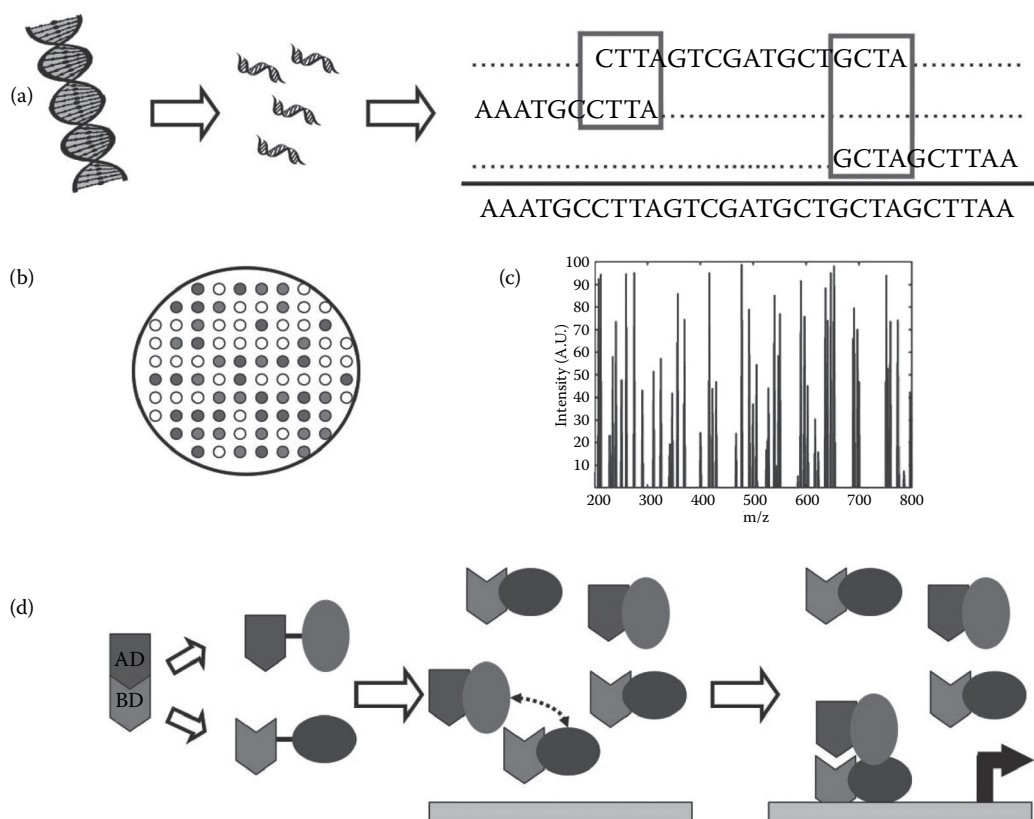 (a)
CTTAGTCGATGCTGCTA
AAATGCCTTA
GCTAGCTTAA
AAATGCCTTAGTCGATGCTGCTAGCTTAA
(b)
(c)
Intensity (A.U.)
100
90
80
70
60
50
40
30
20
10
200 300 400 500 600 700 800
m/z
(d)
AD
BD